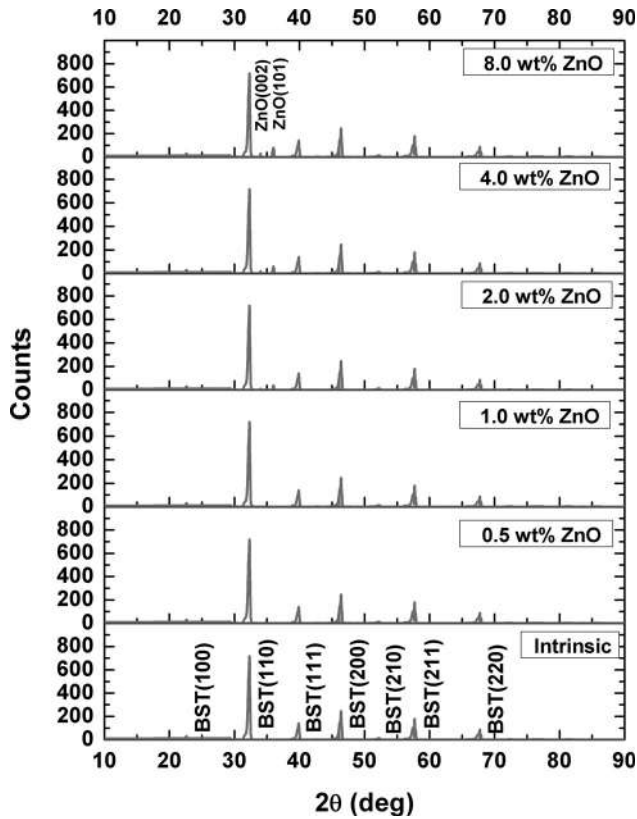 10 20 30 40 50 60 70 80 90
800
600
400
200
0
ZnO(002)
ZnO(101)
8.0 wt% ZnO
800
600
400
200
0
4.0 wt% ZnO
800
600
400
200
0
2.0 wt% ZnO
Counts
800
600
400
200
0
1.0 wt% ZnO
800
600
400
200
0
0.5 wt% ZnO
800
600
400
200
0
Intrinsic
BST(100)
BST(110)
BST(111)
BST(200)
BST(210)
BST(211)
BST(220)
10 20 30 40 50 60 70 80 90
2θ (deg)